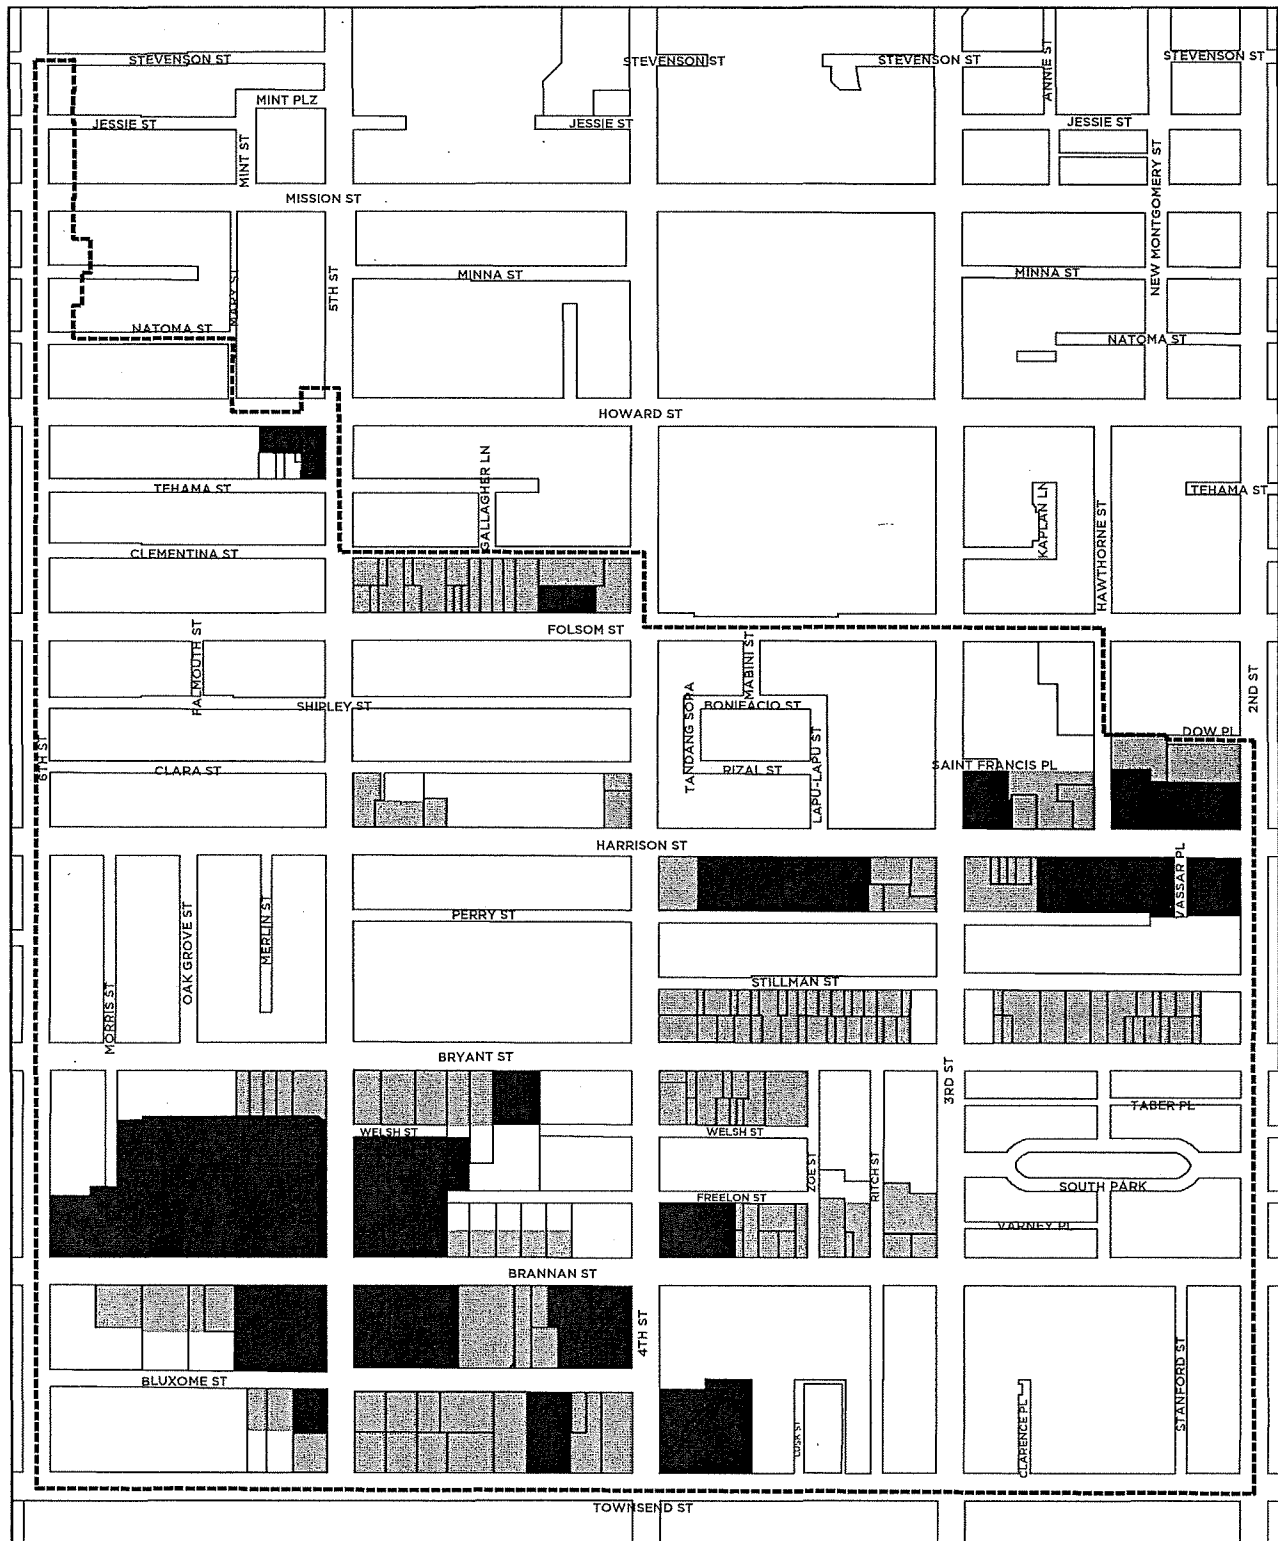 STEVENSON ST
STEVENSON ST
STEVENSON ST
STEVENSON ST
ANNIE ST
MINT PLZ
JESSIE ST
JESSIE ST
JESSIE ST
MINT ST
NEW MONTGOMERY ST
MISSION ST
MINNA ST
MINNA ST
5TH ST
MARY ST
NATOMA ST
NATOMA ST
HOWARD ST
GALLAGHER LN
TEHAMA ST
TEHAMA ST
KAPLAN LN
HAWTHORNE ST
CLEMENTINA ST
FOLSOM ST
FALMOUTH ST
MABINI ST
2ND ST
SHIPLEY ST
TANDANG SORA
BONIFACIO ST
LAPU-LAPU ST
DOW PL
6TH ST
CLARA ST
RIZAL ST
SAINT FRANCIS PL
HARRISON ST
VASSAR PL
PERRY ST
OAK GROVE ST
MERLIN ST
MORRIS ST
STILLMAN ST
BRYANT ST
3RD ST
TABER PL
WELSH ST
WELSH ST
ZOE ST
RITCH ST
SOUTH PARK
FREELON ST
VARNEY PL
BRANNAN ST
4TH ST
STANFORD ST
BLUXOME ST
LUSK ST
CLARENCE PL
TOWNSEND ST